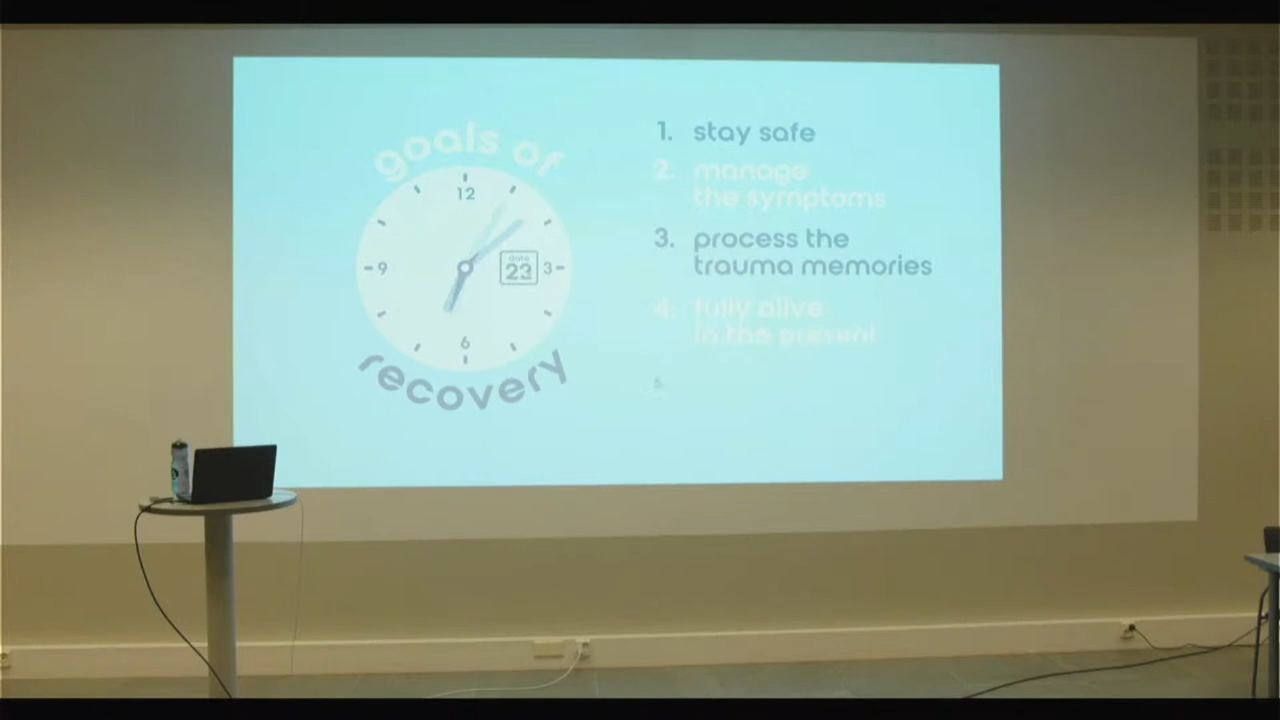 goals of
recovery
12
3
6
9
date
23
1. stay safe
2. manage
the symptoms
3. process the
trauma memories
4. fully alive
in the present